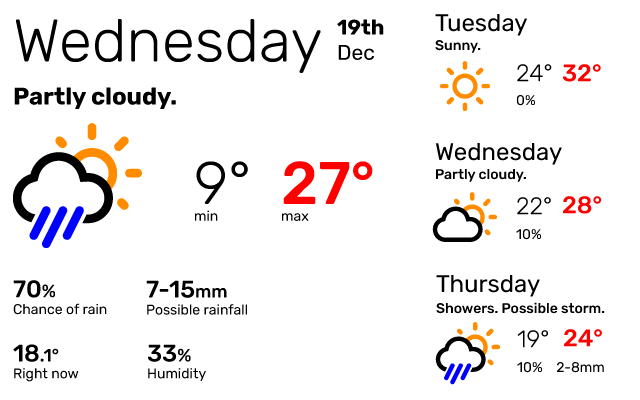 Wednesday
19th
Dec
Partly cloudy.
9° 27°
min max
70% 7-15mm
Chance of rain Possible rainfall
18.1° 33%
Right now Humidity
Tuesday
Sunny.
24° 32°
0%
Wednesday
Partly cloudy.
22° 28°
10%
Thursday
Showers. Possible storm.
19° 24°
10% 2-8mm